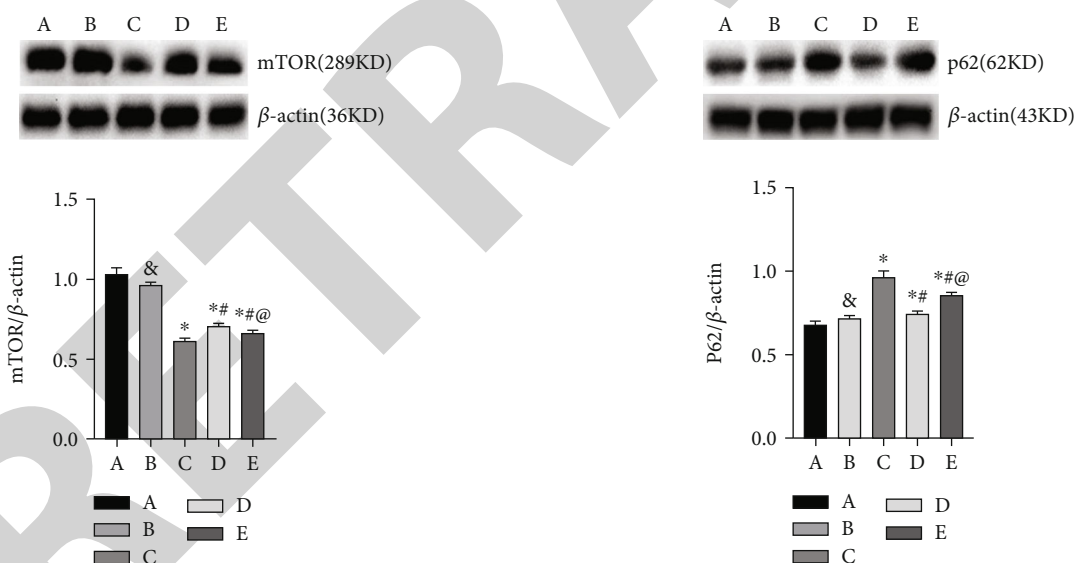 A B C D E
mTOR(289KD)
β-actin(36KD)
mTOR/β-actin
1.5
1.0
0.5
0.0
&
*
*#
*#@
A B C D E
A
B
C
D
E
A B C D E
p62(62KD)
β-actin(43KD)
P62/β-actin
1.5
1.0
0.5
0.0
&
*
*#
*#@
A B C D E
A
B
C
D
E
RETRA